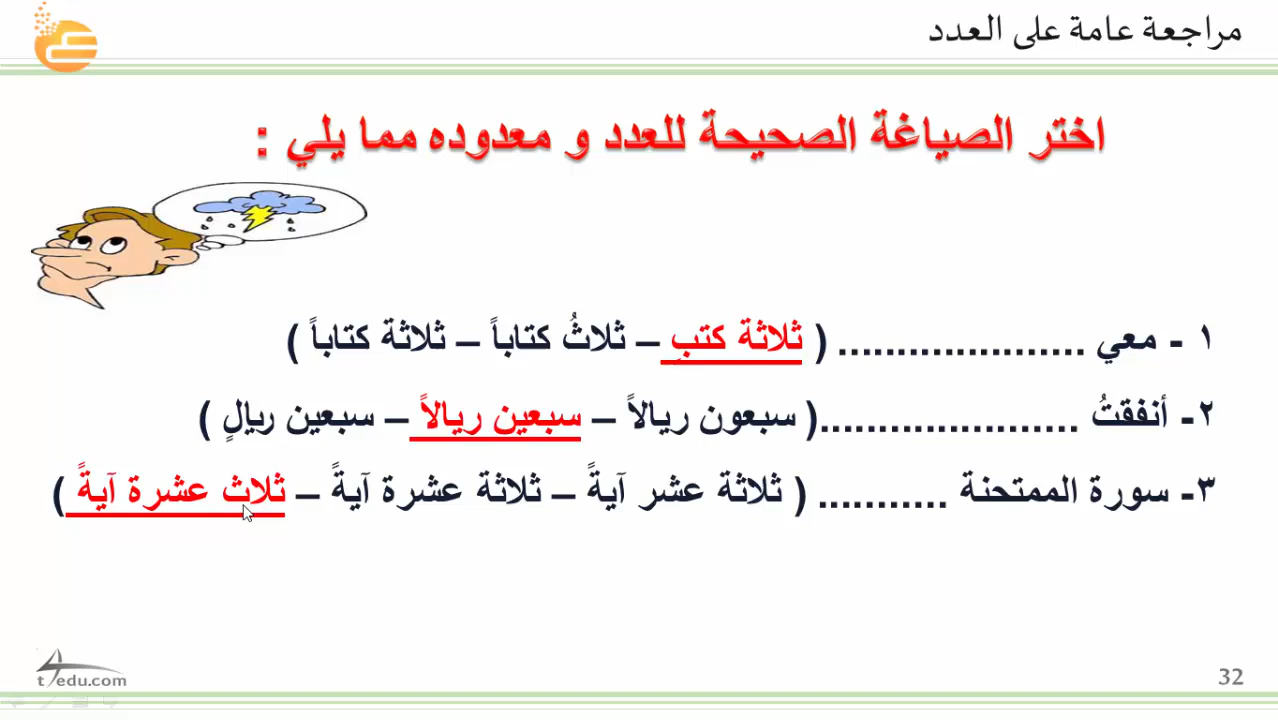 مراجعة عامة على العدد
اختر الصياغة الصحيحة للعدد و معدوده مما يلي :
١ - معي ..................... ( ثلاثة كتبٍ – ثلاثُ كتاباً – ثلاثة كتاباً )
٢- أنفقتُ ......................( سبعون ريالاً – سبعين ريالاً – سبعين ريالٍ )
٣- سورة الممتحنة ........... ( ثلاثة عشر آيةً – ثلاثة عشرة آيةً – ثلاث عشرة آيةً )
t4edu.com
32